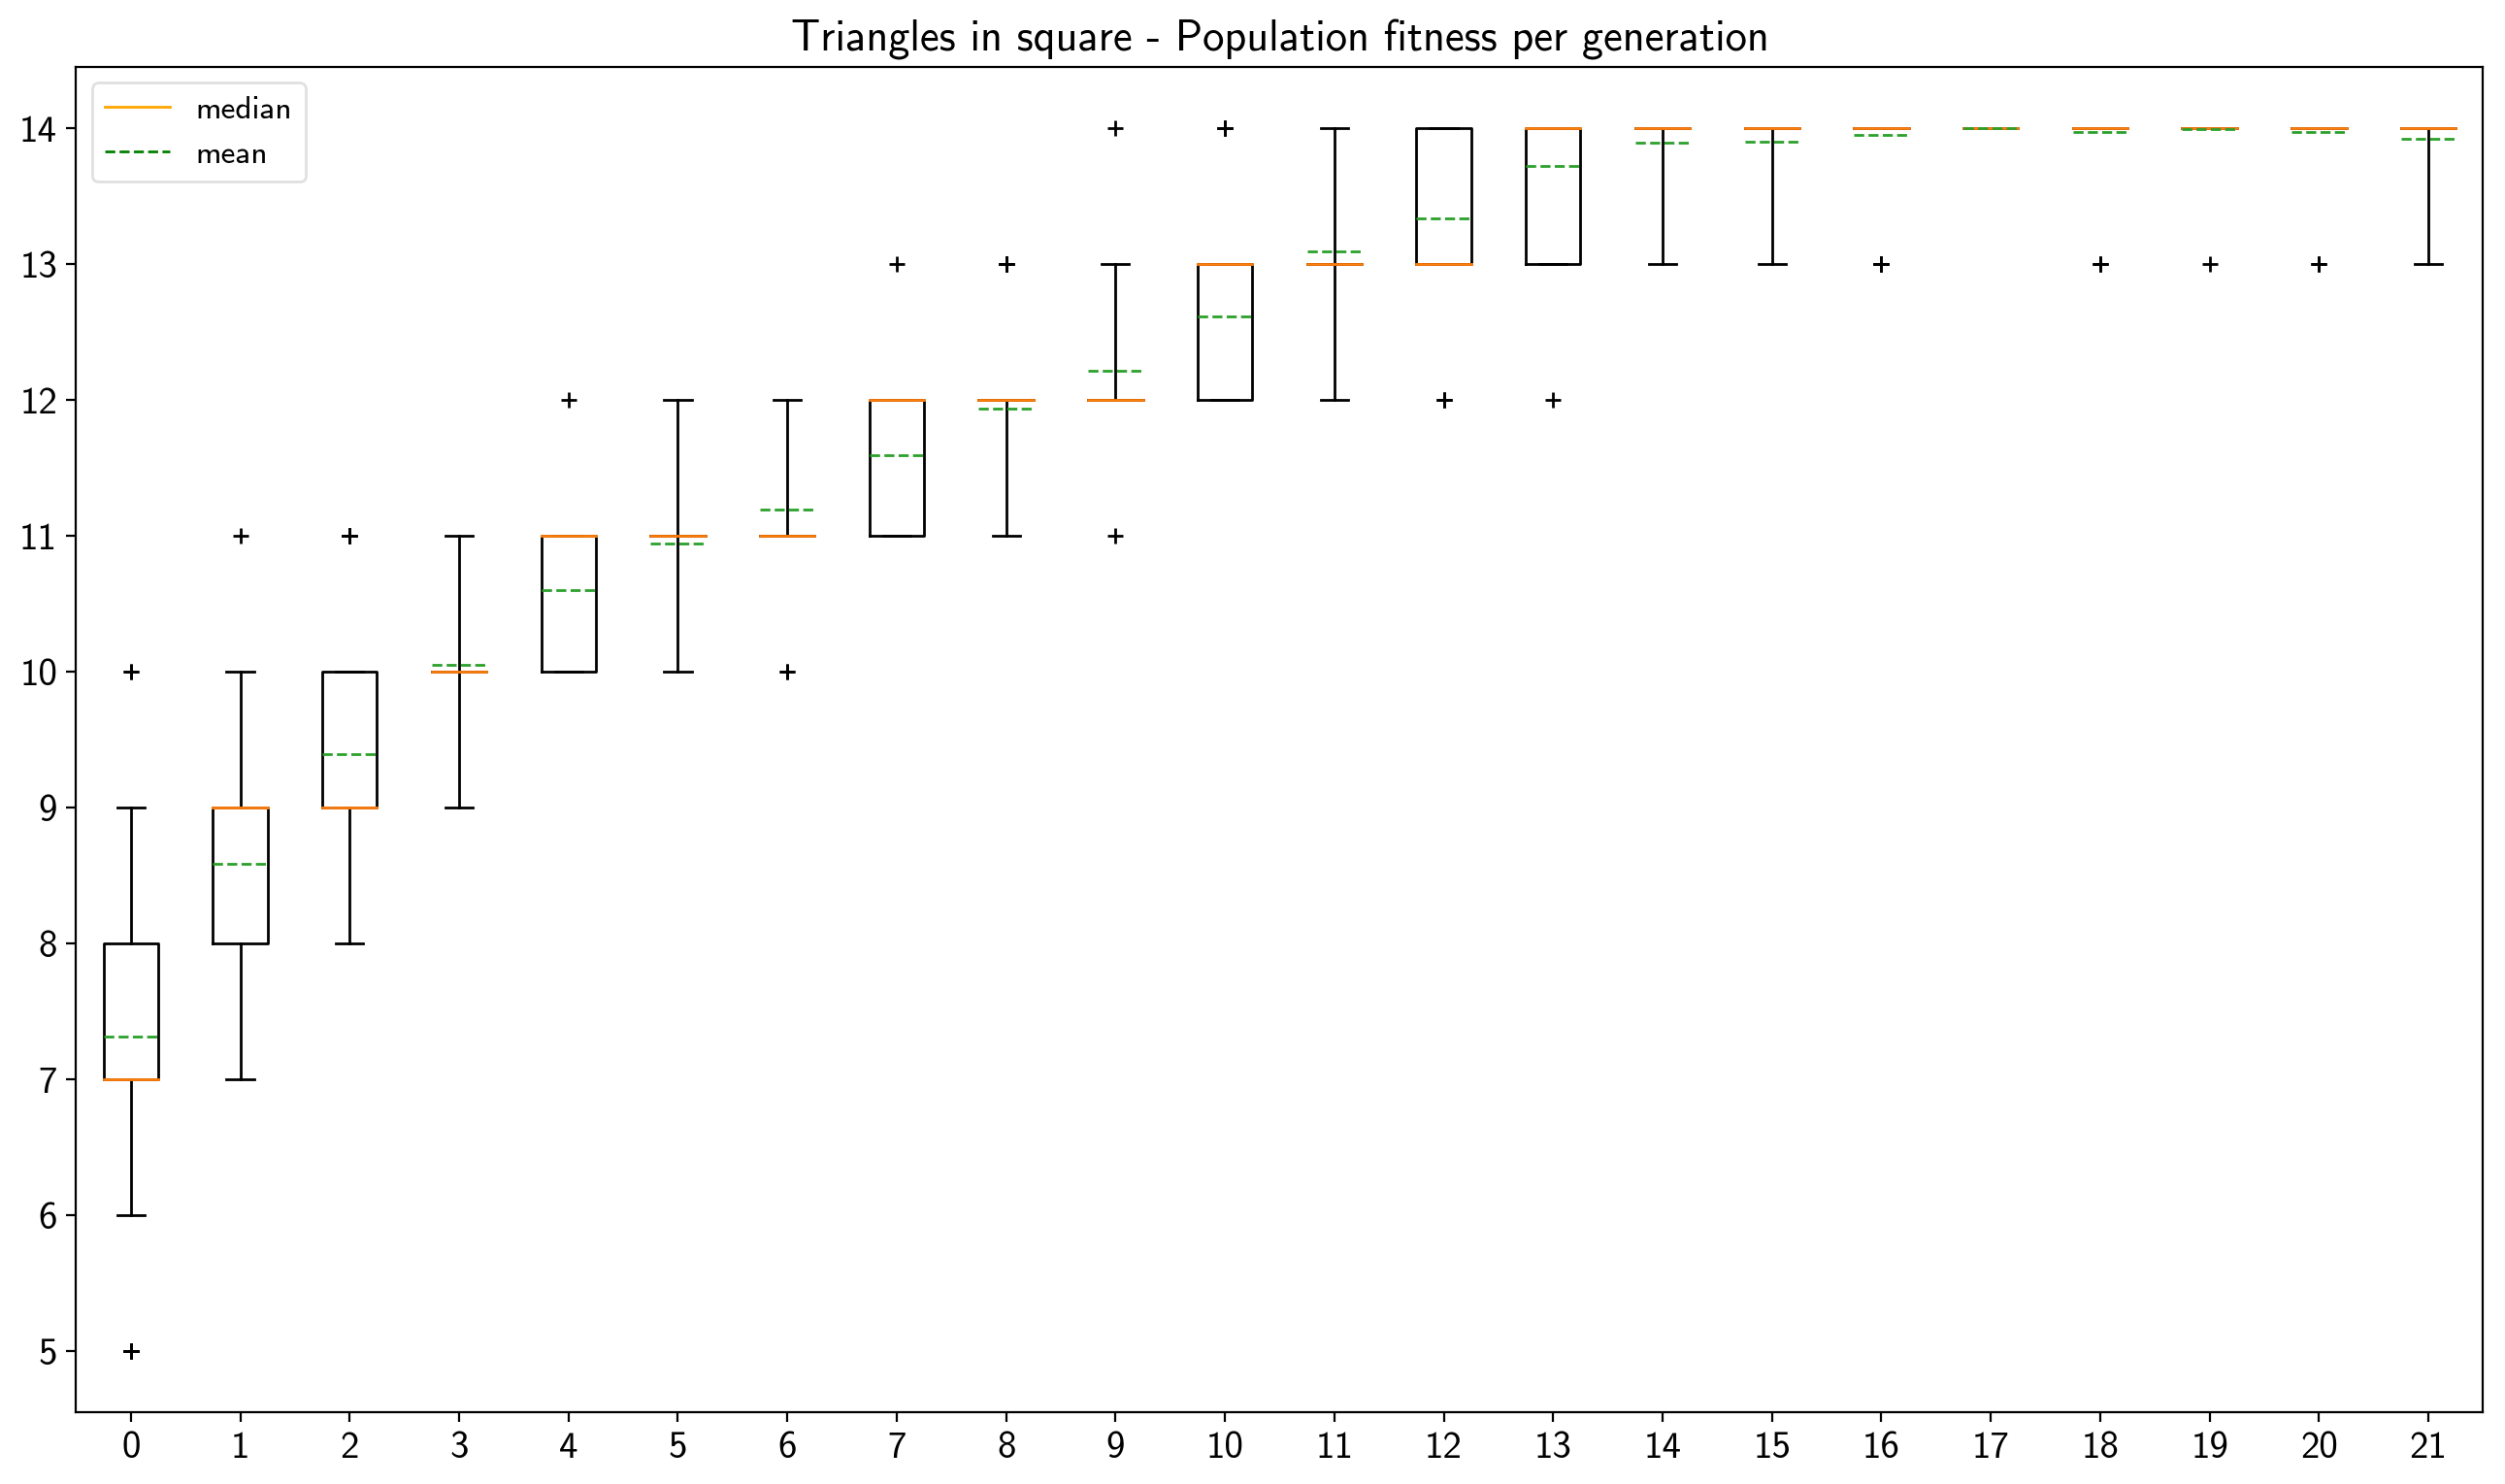 Triangles in square - Population fitness per generation
median
mean
14
13
12
11
10
9
8
7
6
5
0 1 2 3 4 5 6 7 8 9 10 11 12 13 14 15 16 17 18 19 20 21